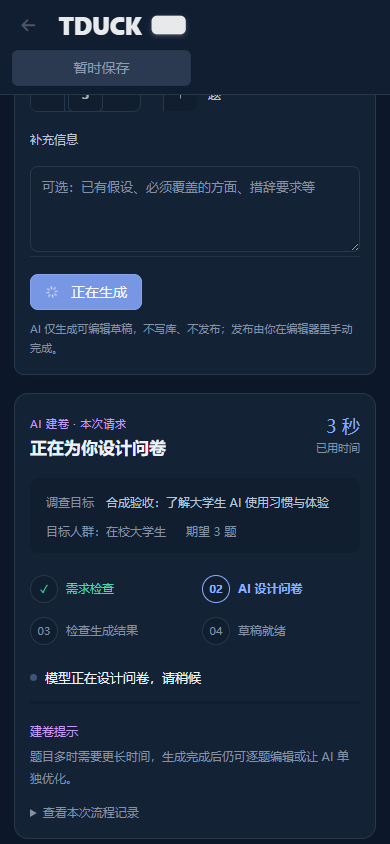 TDUCK
暂时保存
题
补充信息
可选：已有假设、必须覆盖的方面、措辞要求等
正在生成
AI 仅生成可编辑草稿，不写库、不发布；发布由你在编辑器里手动
完成。
AI 建卷 · 本次请求
3 秒
正在为你设计问卷
已用时间
调查目标 合成验收：了解大学生 AI 使用习惯与体验
目标人群：在校大学生 期望 3 题
✓ 需求检查
02 AI 设计问卷
03 检查生成结果
04 草稿就绪
模型正在设计问卷，请稍候
建卷提示
题目多时需要更长时间，生成完成后仍可逐题编辑或让 AI 单
独优化。
查看本次流程记录